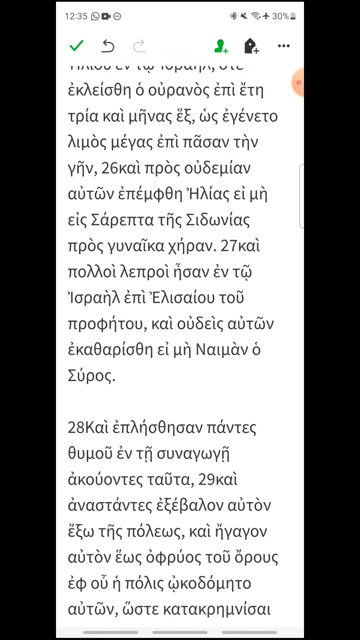 12:35
30%
Ἠλίου ἐν τῷ Ἰσραήλ, ὅτε
ἐκλείσθη ὁ οὐρανὸς ἐπὶ ἔτη
τρία καὶ μῆνας ἕξ, ὡς ἐγένετο
λιμὸς μέγας ἐπὶ πᾶσαν τὴν
γῆν, 26καὶ πρὸς οὐδεμίαν
αὐτῶν ἐπέμφθη Ἠλίας εἰ μὴ
εἰς Σάρεπτα τῆς Σιδωνίας
πρὸς γυναῖκα χήραν. 27καὶ
πολλοὶ λεπροὶ ἦσαν ἐν τῷ
Ἰσραὴλ ἐπὶ Ἐλισαίου τοῦ
προφήτου, καὶ οὐδεὶς αὐτῶν
ἐκαθαρίσθη εἰ μὴ Ναιμὰν ὁ
Σύρος.
28Καὶ ἐπλήσθησαν πάντες
θυμοῦ ἐν τῇ συναγωγῇ
ἀκούοντες ταῦτα, 29καὶ
ἀναστάντες ἐξέβαλον αὐτὸν
ἔξω τῆς πόλεως, καὶ ἤγαγον
αὐτὸν ἕως ὀφρύος τοῦ ὄρους
ἐφ οὗ ἡ πόλις ᾠκοδόμητο
αὐτῶν, ὥστε κατακρημνίσαι